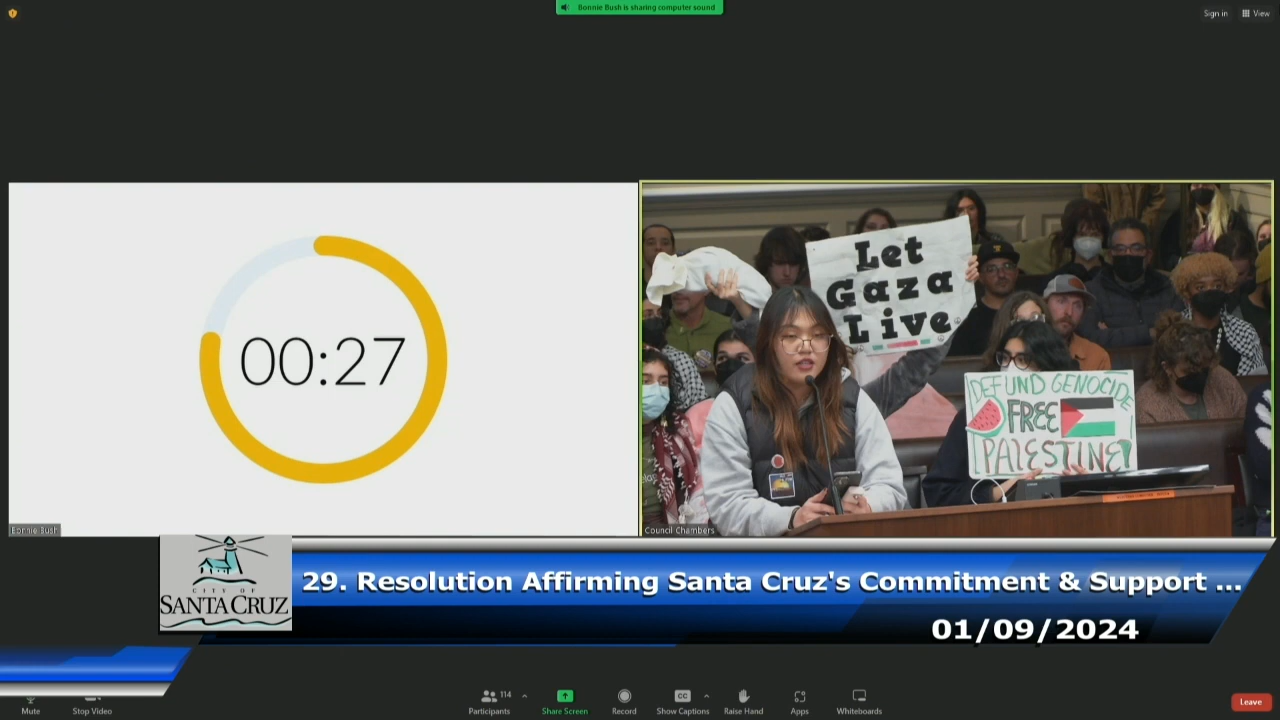 Bonnie Bush is sharing computer sound
Sign in
View
00:27
Let
Gaza
Live
DEFUND GENOCIDE
FREE
PALESTINE!
Bonnie Bush
Council Chambers
CITY OF
SANTA CRUZ
29. Resolution Affirming Santa Cruz's Commitment & Support ...
01/09/2024
Mute
Stop Video
Participants
114
Share Screen
Record
CC
Show Captions
Raise Hand
Apps
Whiteboards
Leave